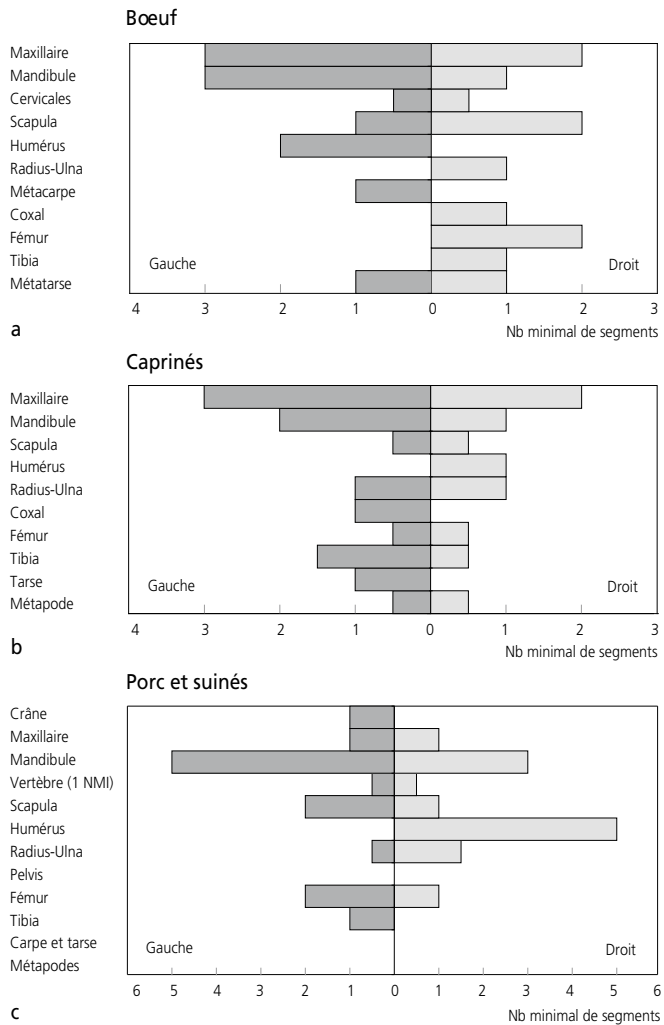 Bœuf
Maxillaire
Mandibule
Cervicales
Scapula
Humérus
Radius-Ulna
Métacarpe
Coxal
Fémur
Tibia
Métatarse
Gauche
Droit
4 3 2 1 0 1 2 3
a
Nb minimal de segments
Caprinés
Maxillaire
Mandibule
Scapula
Humérus
Radius-Ulna
Coxal
Fémur
Tibia
Tarse
Métapode
Gauche
Droit
4 3 2 1 0 1 2 3
b
Nb minimal de segments
Porc et suinés
Crâne
Maxillaire
Mandibule
Vertèbre (1 NMI)
Scapula
Humérus
Radius-Ulna
Pelvis
Fémur
Tibia
Carpe et tarse
Métapodes
Gauche
Droit
6 5 4 3 2 1 0 1 2 3 4 5 6
c
Nb minimal de segments